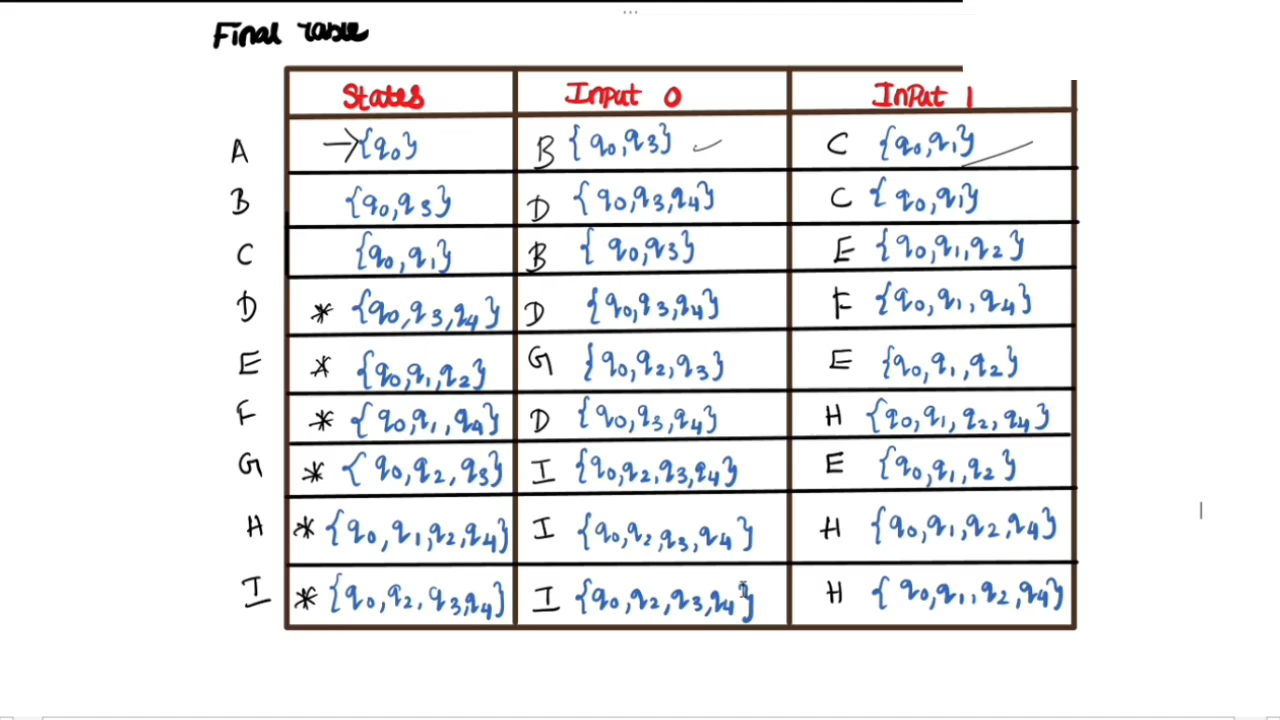 Final Table
States Input 0 Input 1
A →{q0} B {q0,q3} ✓ C {q0,q1}
B {q0,q3} D {q0,q3,q4} C {q0,q1}
C {q0,q1} B {q0,q3} E {q0,q1,q2}
D * {q0,q3,q4} D {q0,q3,q4} F {q0,q1,q4}
E * {q0,q1,q2} G {q0,q2,q3} E {q0,q1,q2}
F * {q0,q1,q4} D {q0,q3,q4} H {q0,q1,q2,q4}
G * {q0,q2,q3} I {q0,q2,q3,q4} E {q0,q1,q2}
H * {q0,q1,q2,q4} I {q0,q2,q3,q4} H {q0,q1,q2,q4}
I * {q0,q2,q3,q4} I {q0,q2,q3,q4} H {q0,q1,q2,q4}